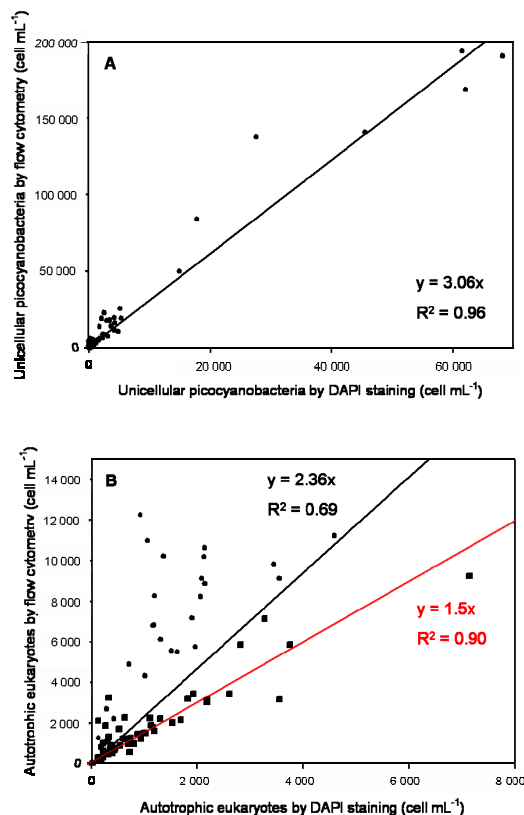 A
Unicellular picocyanobacteria by flow cytometry (cell mL-1)
200 000
150 000
100 000
50 000
0
0
20 000
40 000
60 000
y = 3.06x
R2 = 0.96
Unicellular picocyanobacteria by DAPI staining (cell mL-1)
B
Autotrophic eukaryotes by flow cytometry (cell mL-1)
14 000
12 000
10 000
8 000
6 000
4 000
2 000
0
0
2 000
4 000
6 000
8 000
y = 2.36x
R2 = 0.69
y = 1.5x
R2 = 0.90
Autotrophic eukaryotes by DAPI staining (cell mL-1)